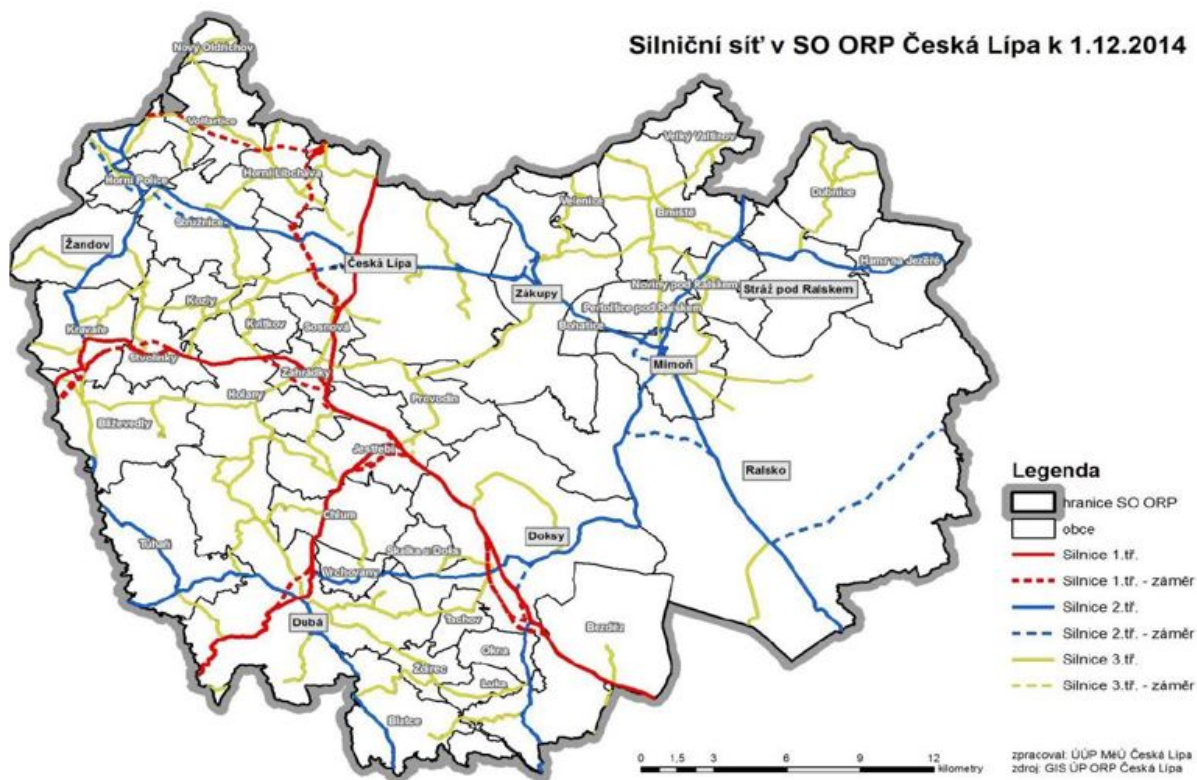 Silniční síť v SO ORP Česká Lípa k 1.12.2014
Nový Oldřichov
Volfartice
Velký Valtinov
Horní Libchava
Horní Police
Dubnice
Velenice
Brniště
Stružnice
Žandov
Česká Lípa
Hamr na Jezeře
Noviny pod Ralskem
Stráž pod Ralskem
Zákupy
Kozly
Pertoltice pod Ralskem
Kvítkov
Sosnová
Bohatice
Kravaře
Stvolínky
Mimoň
Zahrádky
Holany
Provodín
Blíževedly
Jestřebí
Ralsko
Chlum
Doksy
Tuhaň
Skalka u Doks
Vrchovany
Dubá
Tachov
Bezděz
Okna
Ždírec
Luka
Blatce
Legenda
hranice SO ORP
obce
Silnice 1.tř.
Silnice 1.tř. - záměr
Silnice 2.tř.
Silnice 2.tř. - záměr
Silnice 3.tř.
Silnice 3.tř. - záměr
0 1,5 3 6 9 12
kilometry
zpracoval: ÚÚP MěÚ Česká Lípa
zdroj: GIS ÚP ORP Česká Lípa